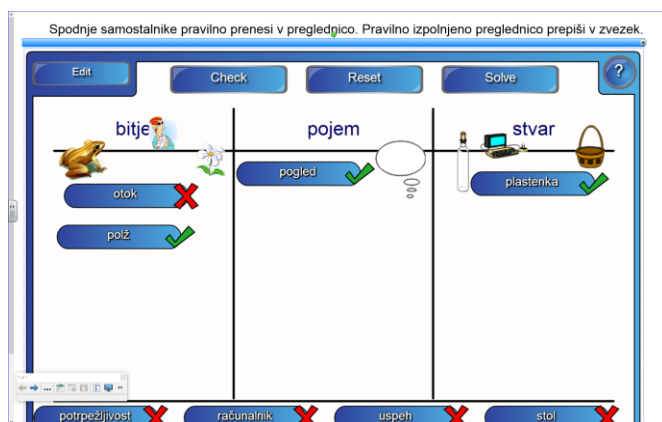 Spodnje samostalnike pravilno prenesi v preglednico. Pravilno izpolnjeno preglednico prepiši v zvezek.
Edit
Check
Reset
Solve
?
bitje
pojem
stvar
pogled
plastenka
otok
polž
potrpežljivost
računalnik
uspeh
stol